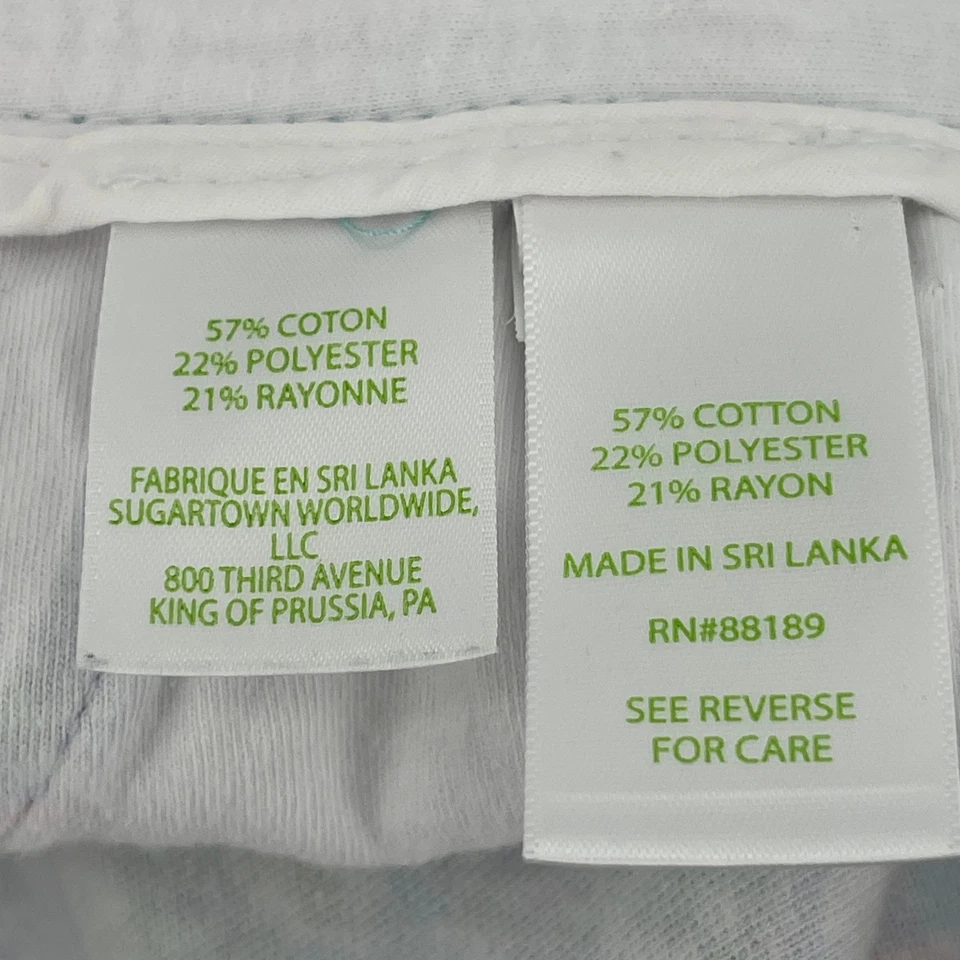 57% COTON
22% POLYESTER
21% RAYONNE
FABRIQUE EN SRI LANKA
SUGARTOWN WORLDWIDE,
LLC
800 THIRD AVENUE
KING OF PRUSSIA, PA
57% COTTON
22% POLYESTER
21% RAYON
MADE IN SRI LANKA
RN#88189
SEE REVERSE
FOR CARE